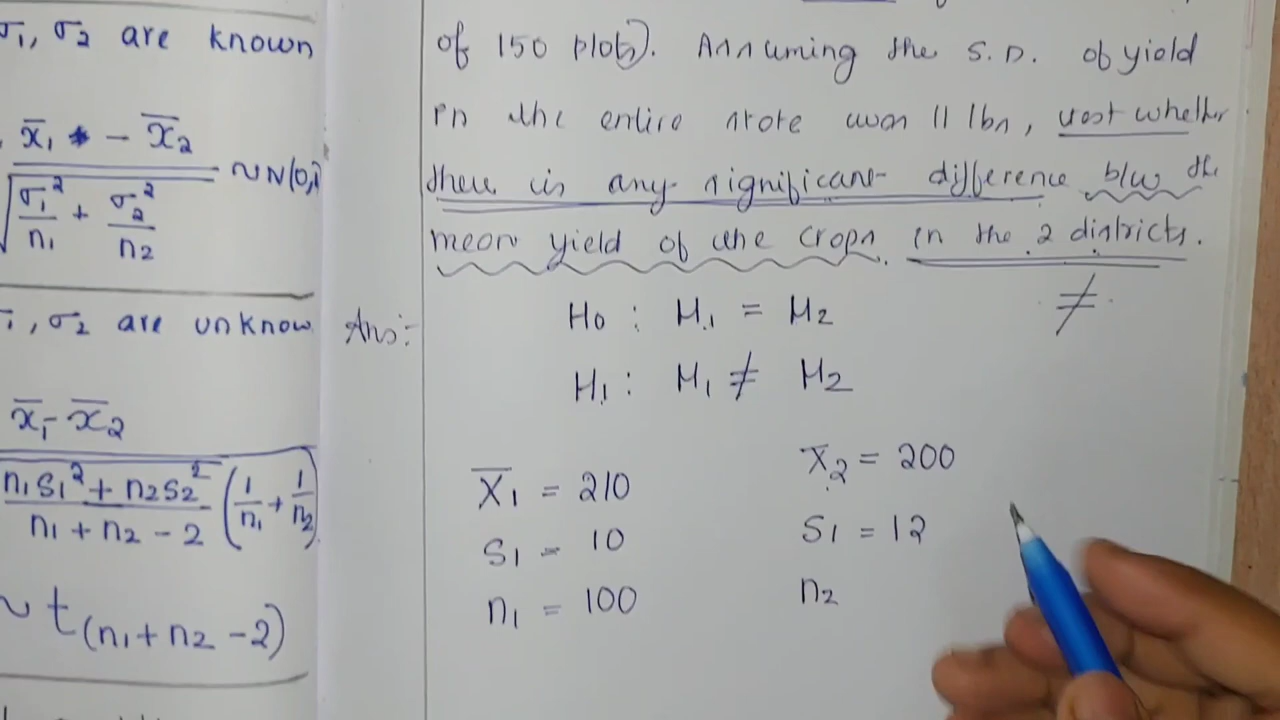 σ1, σ2 are known
x̄1 - x̄2
σ1² / n1 + σ2² / n2 ~ N(0,1)
σ1, σ2 are unknow
x̄1 - x̄2
n1s1² + n2s2² / n1 + n2 - 2 (1/n1 + 1/n2)
~ t(n1 + n2 - 2)
of 150 plots). Assuming the S.D. of yield
in the entire state was 11 lbs, test whether
there is any significant difference b/w the
mean yield of the crops in the 2 districts.
≠
Ans:-
H0 : μ1 = μ2
H1 : μ1 ≠ μ2
X̄1 = 210
S1 = 10
n1 = 100
X̄2 = 200
S1 = 12
n2